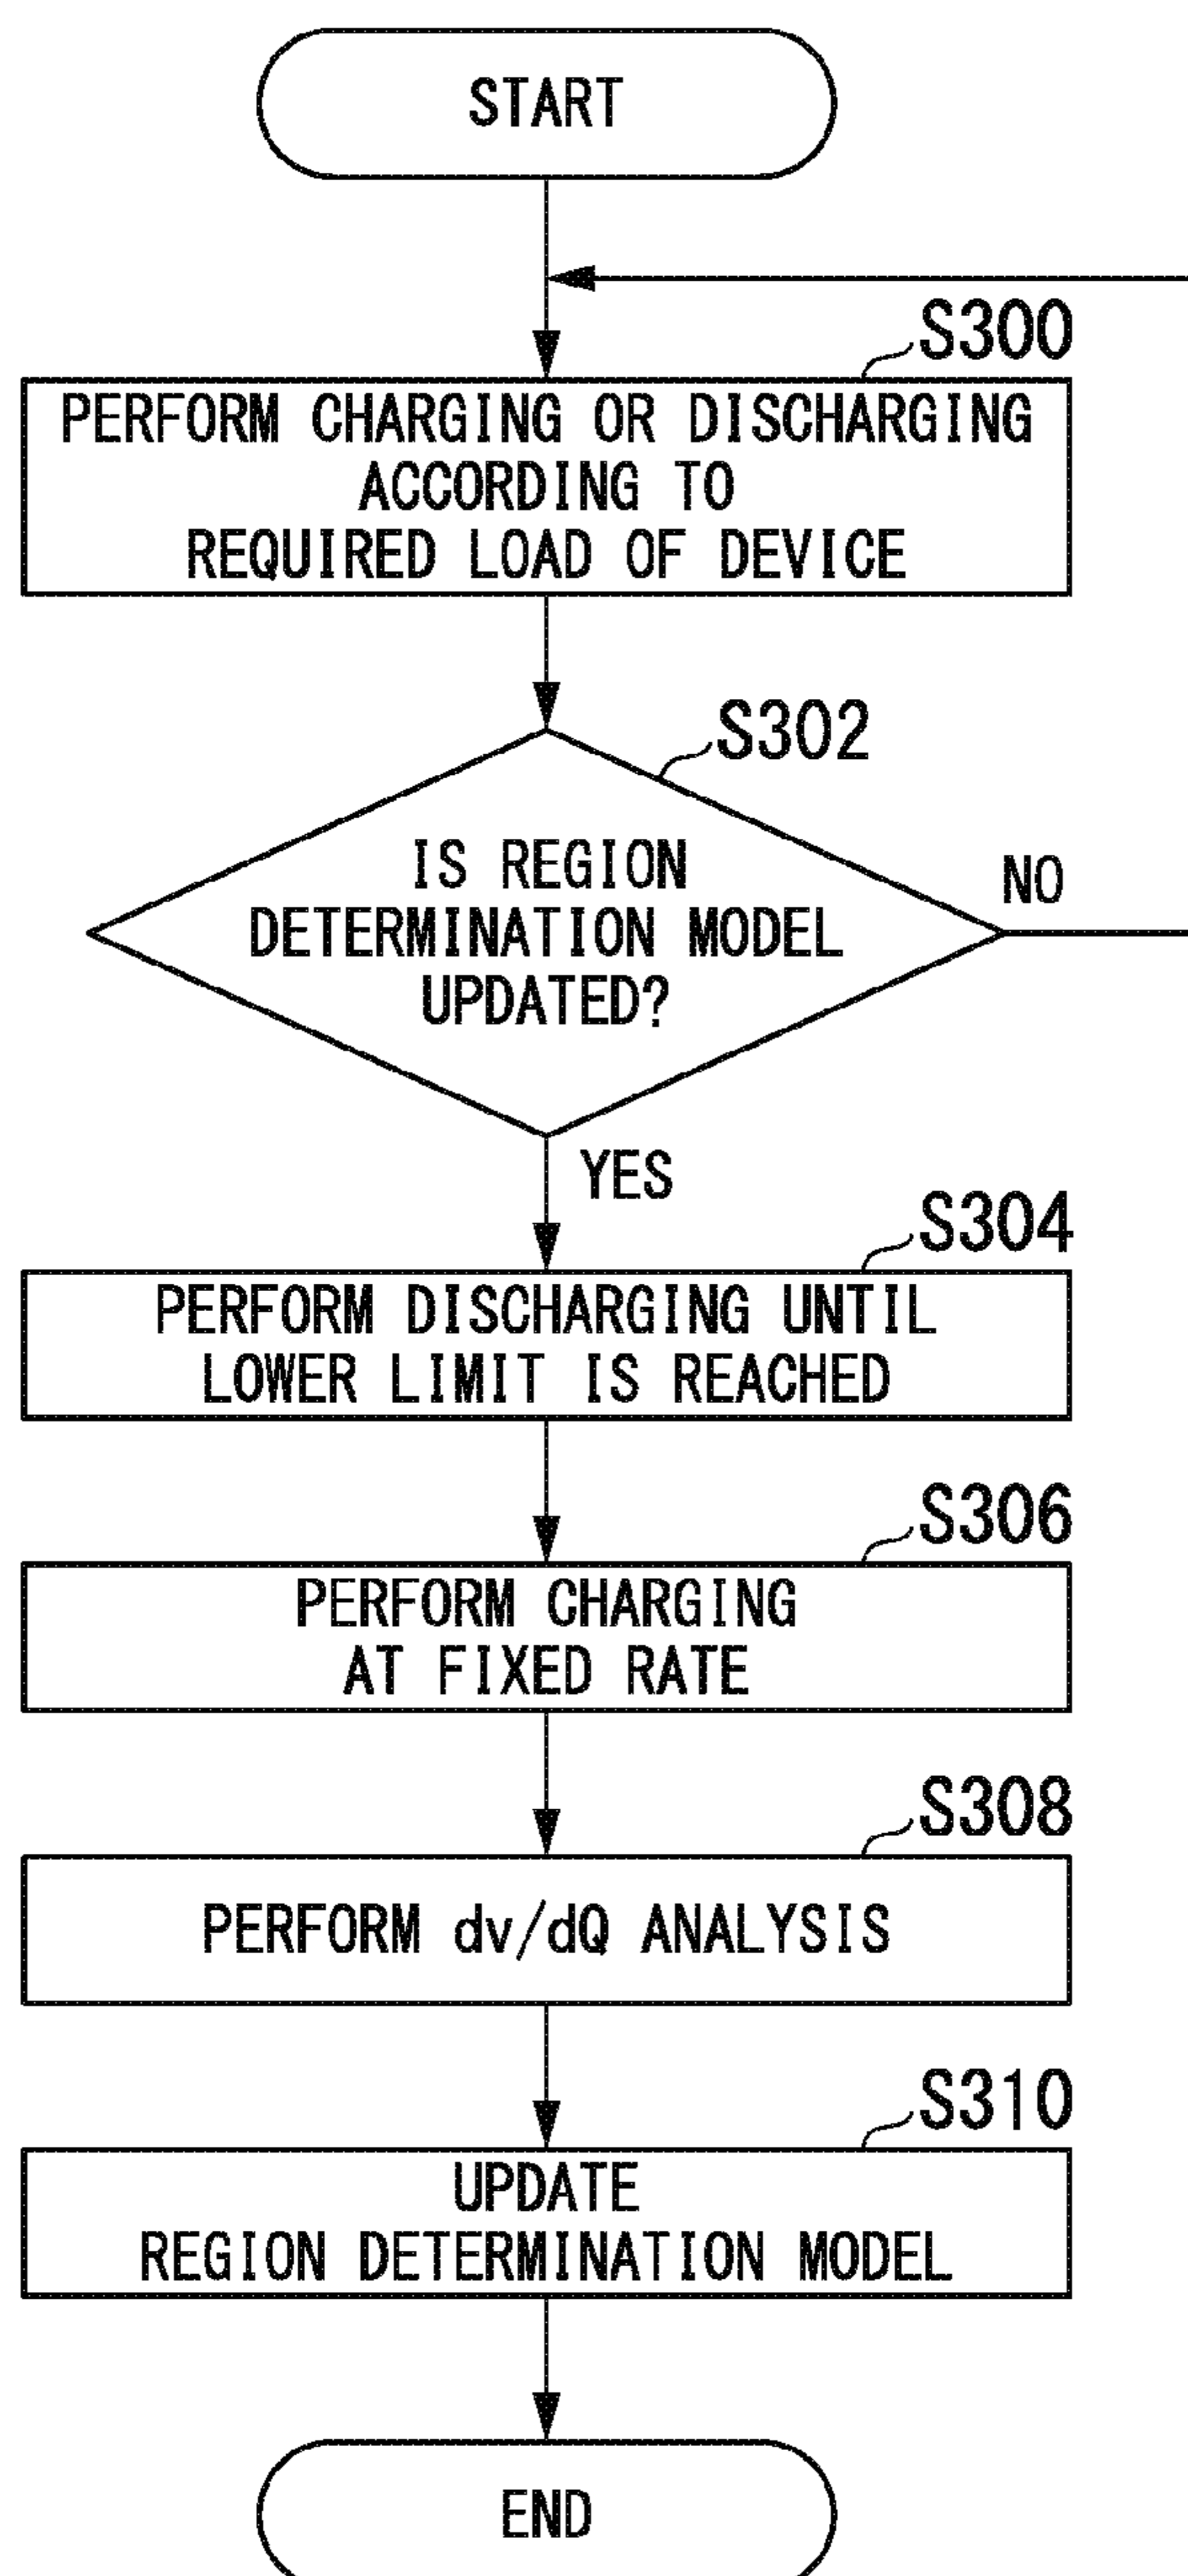 START
S300
PERFORM CHARGING OR DISCHARGING
ACCORDING TO
REQUIRED LOAD OF DEVICE
S302
IS REGION
DETERMINATION MODEL
UPDATED?
NO
YES
S304
PERFORM DISCHARGING UNTIL
LOWER LIMIT IS REACHED
S306
PERFORM CHARGING
AT FIXED RATE
S308
PERFORM dv/dQ ANALYSIS
S310
UPDATE
REGION DETERMINATION MODEL
END